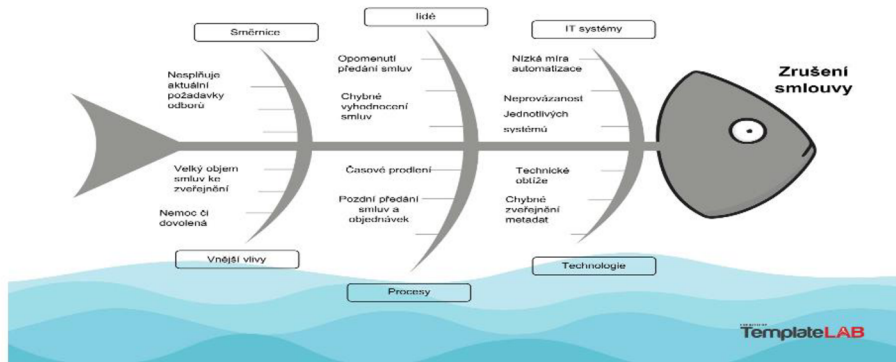 Směrnice
lidé
IT systémy
Nesplňuje
aktuální
požadavky
odborů
Opomenutí
předání smluv
Chybné
vyhodnocení
smluv
Nízká míra
automatizace
Neprovázanost
Jednotlivých
systémů
Zrušení
smlouvy
Velký objem
smluv ke
zveřejnění
Nemoc či
dovolená
Časové prodlení
Pozdní předání
smluv a
objednávek
Technické
obtíže
Chybné
zveřejnění
metadat
Vnější vlivy
Procesy
Technologie
TemplateLAB